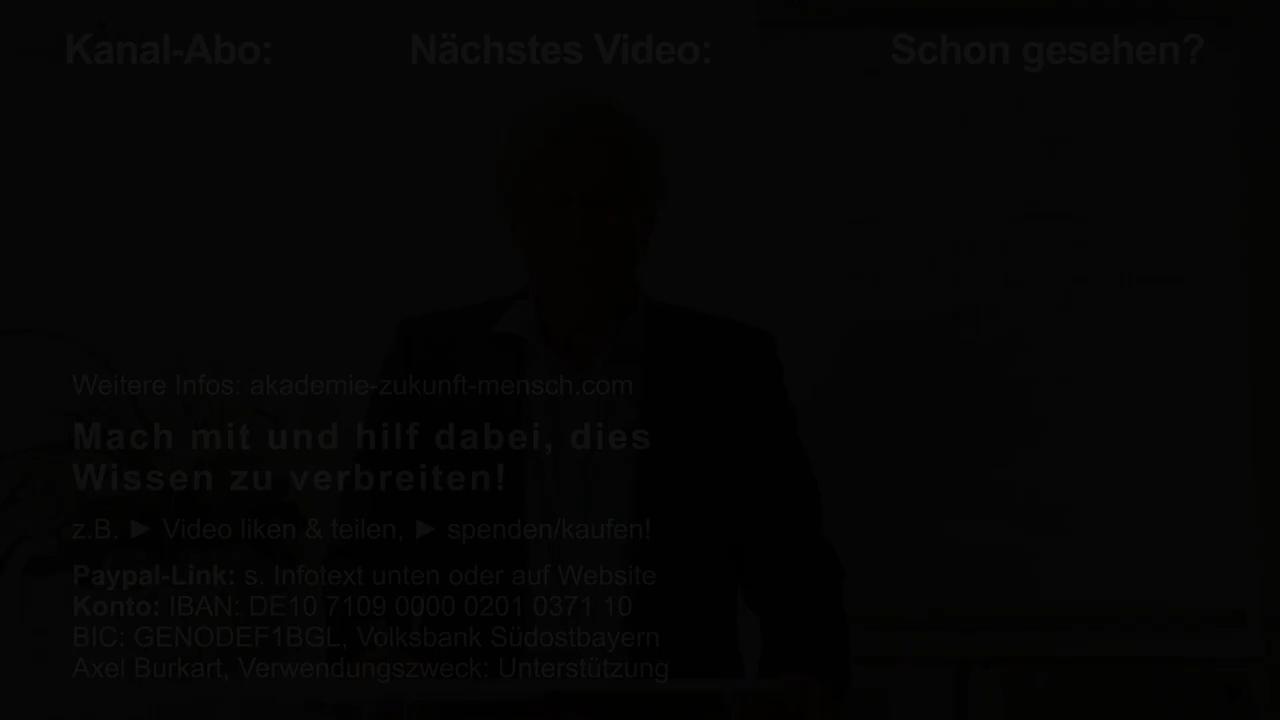 Kanal-Abo:
Nächstes Video:
Schon gesehen?
Weitere Infos: akademie-zukunft-mensch.com
Mach mit und hilf dabei, dies
Wissen zu verbreiten!
z.B. ► Video liken & teilen, ► spenden/kaufen!
Paypal-Link: s. Infotext unten oder auf Website
Konto: IBAN: DE10 7109 0000 0201 0371 10
BIC: GENODEF1BGL, Volksbank Südostbayern
Axel Burkart, Verwendungszweck: Unterstützung